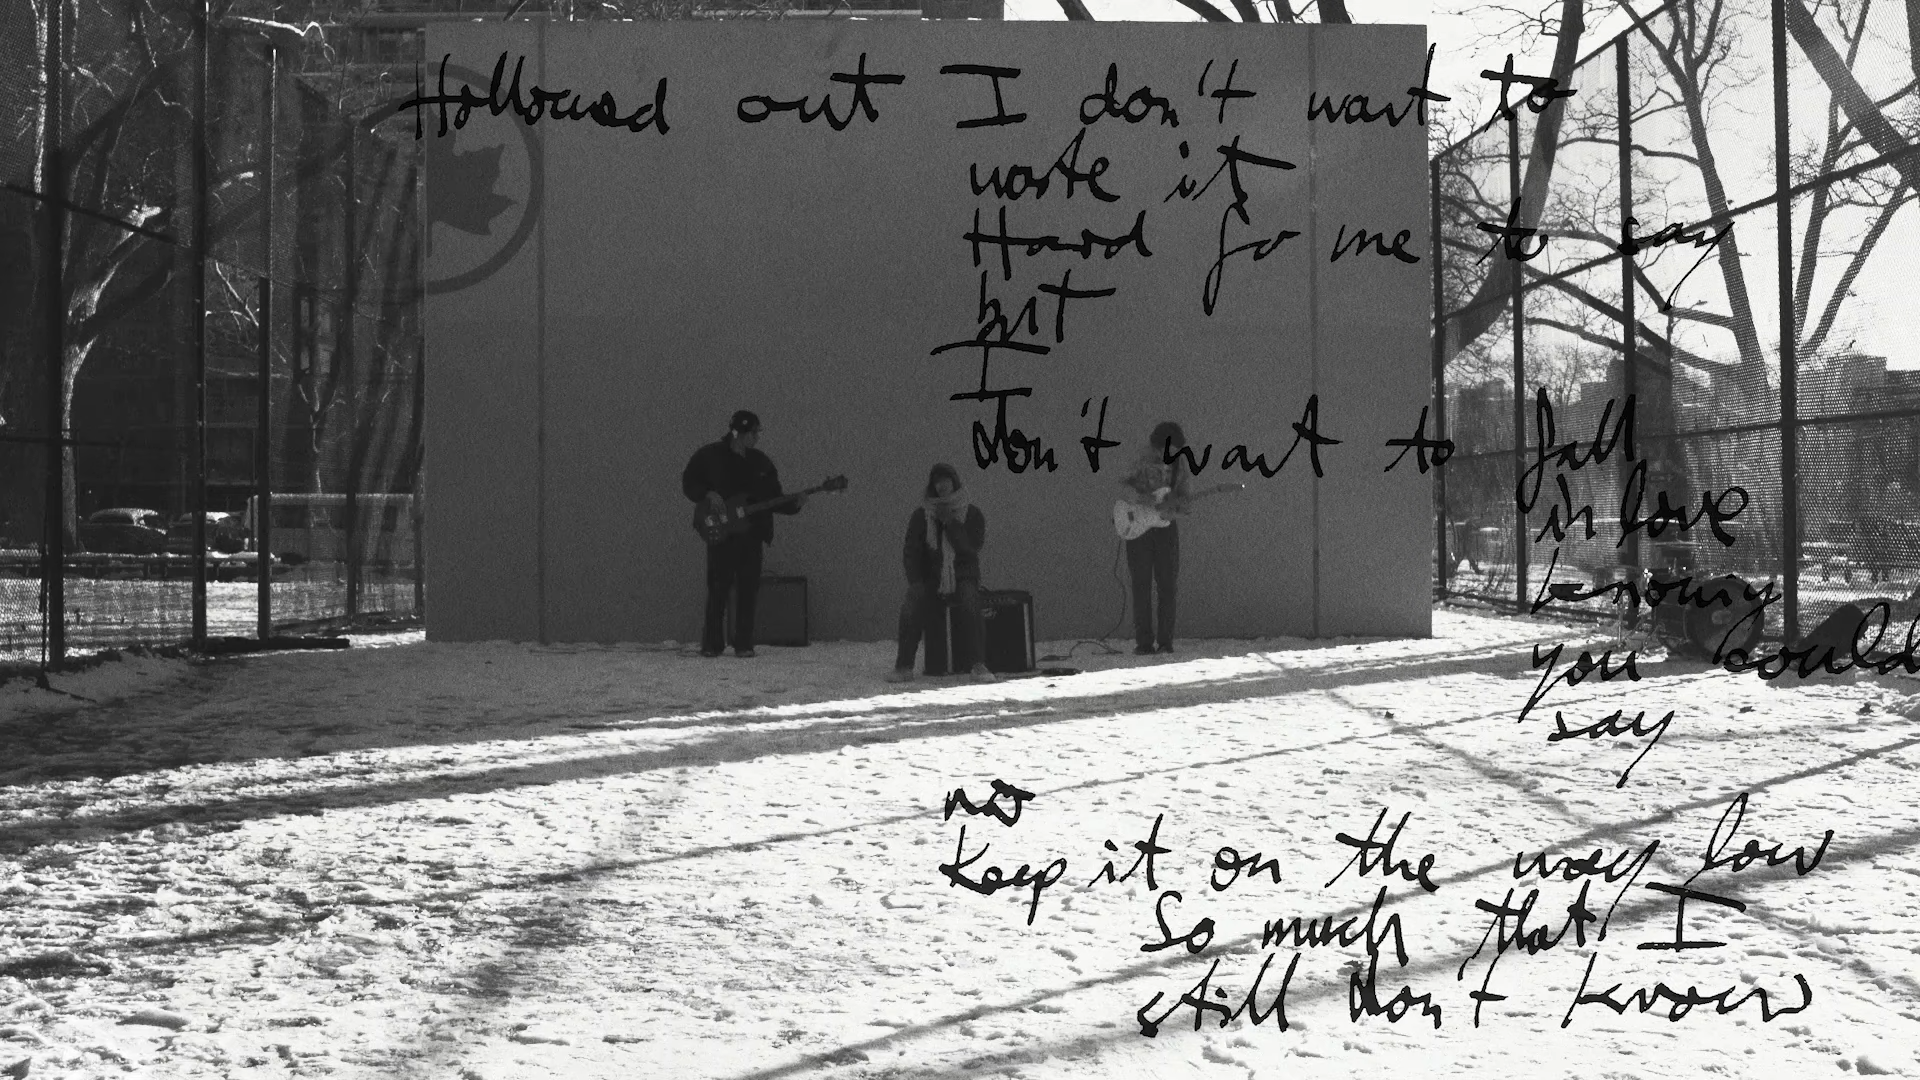 Hollowed out I don't want to
waste it
Hard fo me to say
but
I
don't want to fall
in love
knowing
you could
say
no
Keep it on the way low
So much that I
still don't know